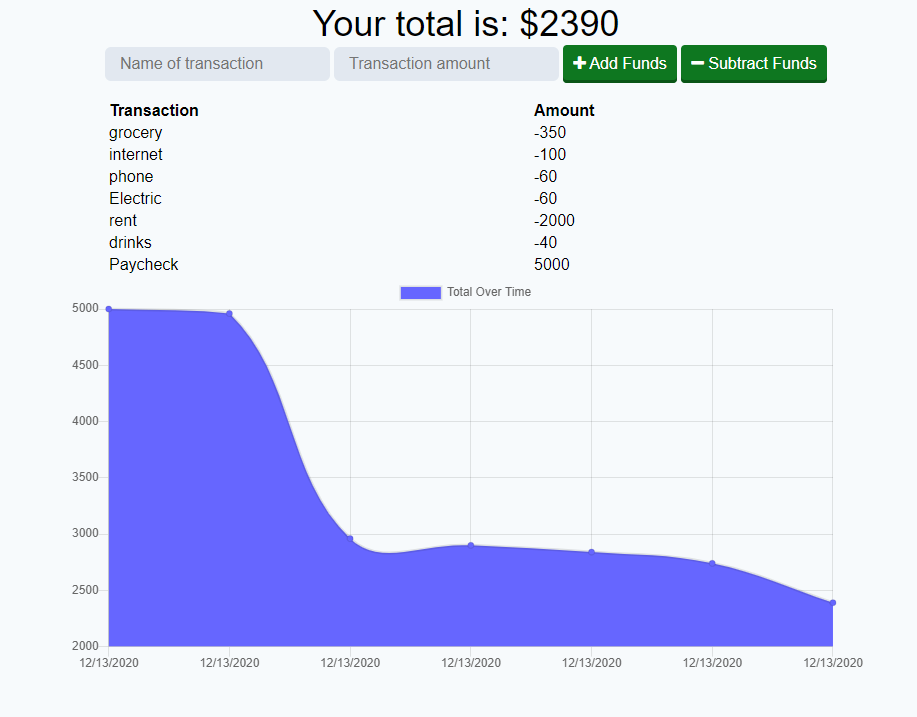 Your total is: $2390
Name of transaction Transaction amount Add Funds Subtract Funds
Transaction Amount
grocery -350
internet -100
phone -60
Electric -60
rent -2000
drinks -40
Paycheck 5000
Total Over Time
5000
4500
4000
3500
3000
2500
2000
12/13/2020 12/13/2020 12/13/2020 12/13/2020 12/13/2020 12/13/2020 12/13/2020